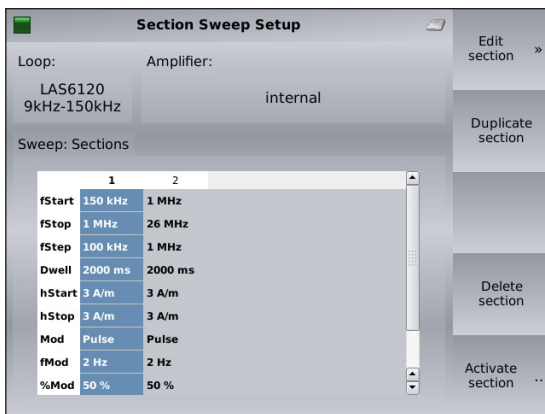 Section Sweep Setup
Loop:
Amplifier:
LAS6120
9kHz-150kHz
internal
Sweep: Sections
1 2
fStart 150 kHz 1 MHz
fStop 1 MHz 26 MHz
fStep 100 kHz 1 MHz
Dwell 2000 ms 2000 ms
hStart 3 A/m 3 A/m
hStop 3 A/m 3 A/m
Mod Pulse Pulse
fMod 2 Hz 2 Hz
%Mod 50 % 50 %
Edit
section »
Duplicate
section
Delete
section
Activate
section ..